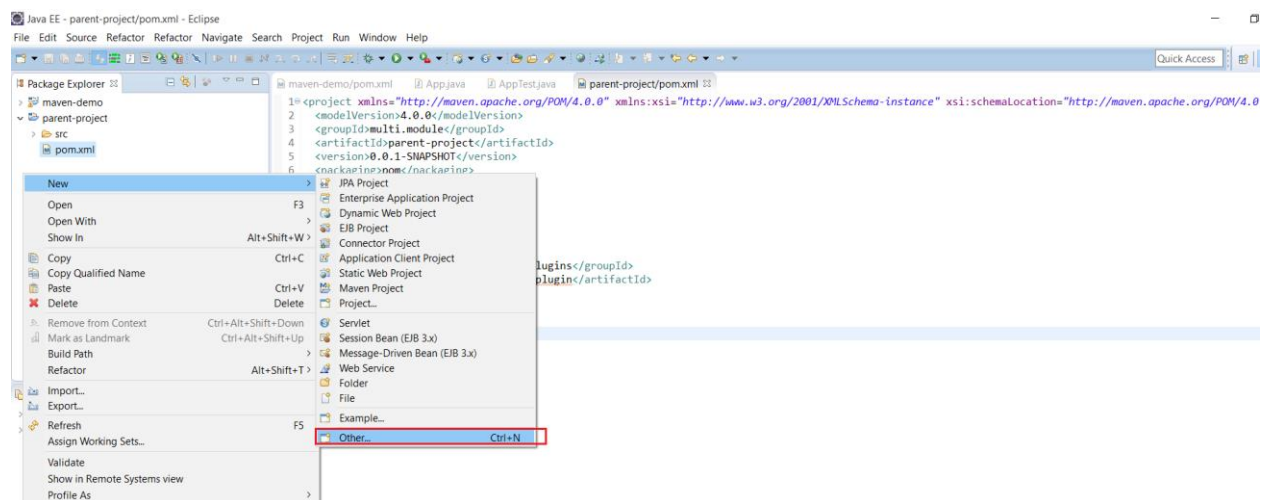 Java EE - parent-project/pom.xml - Eclipse
File Edit Source Refactor Refactor Navigate Search Project Run Window Help
Quick Access
Package Explorer
maven-demo/pom.xml App.java AppTest.java parent-project/pom.xml
maven-demo
parent-project
src
pom.xml
1 <project xmlns="http://maven.apache.org/POM/4.0.0" xmlns:xsi="http://www.w3.org/2001/XMLSchema-instance" xsi:schemaLocation="http://maven.apache.org/POM/4.0
2 <modelVersion>4.0.0</modelVersion>
3 <groupId>multi.module</groupId>
4 <artifactId>parent-project</artifactId>
5 <version>0.0.1-SNAPSHOT</version>
6 <packaging>pom</packaging>
lugins</groupId>
plugin</artifactId>
New
Open F3
Open With
Show In Alt+Shift+W
Copy Ctrl+C
Copy Qualified Name
Paste Ctrl+V
Delete Delete
Remove from Context Ctrl+Alt+Shift+Down
Mark as Landmark Ctrl+Alt+Shift+Up
Build Path
Refactor Alt+Shift+T
Import...
Export...
Refresh F5
Assign Working Sets...
Validate
Show in Remote Systems view
Profile As
JPA Project
Enterprise Application Project
Dynamic Web Project
EJB Project
Connector Project
Application Client Project
Static Web Project
Maven Project
Project...
Servlet
Session Bean (EJB 3.x)
Message-Driven Bean (EJB 3.x)
Web Service
Folder
File
Example...
Other... Ctrl+N